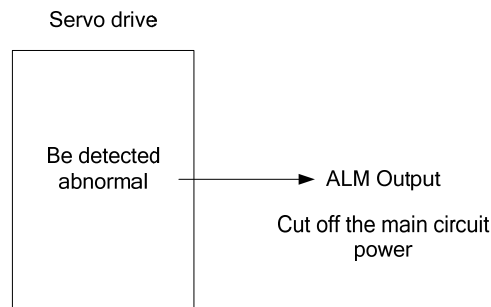 Servo drive
Be detected
abnormal
ALM Output
Cut off the main circuit
power